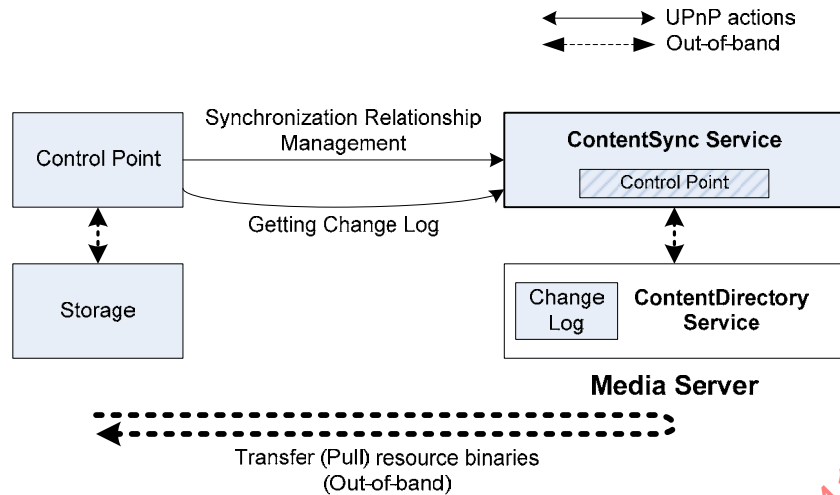 UPnP actions
Out-of-band
Synchronization Relationship
Management
Control Point
ContentSync Service
Control Point
Getting Change Log
Storage
Change
Log
ContentDirectory
Service
Media Server
Transfer (Pull) resource binaries
(Out-of-band)